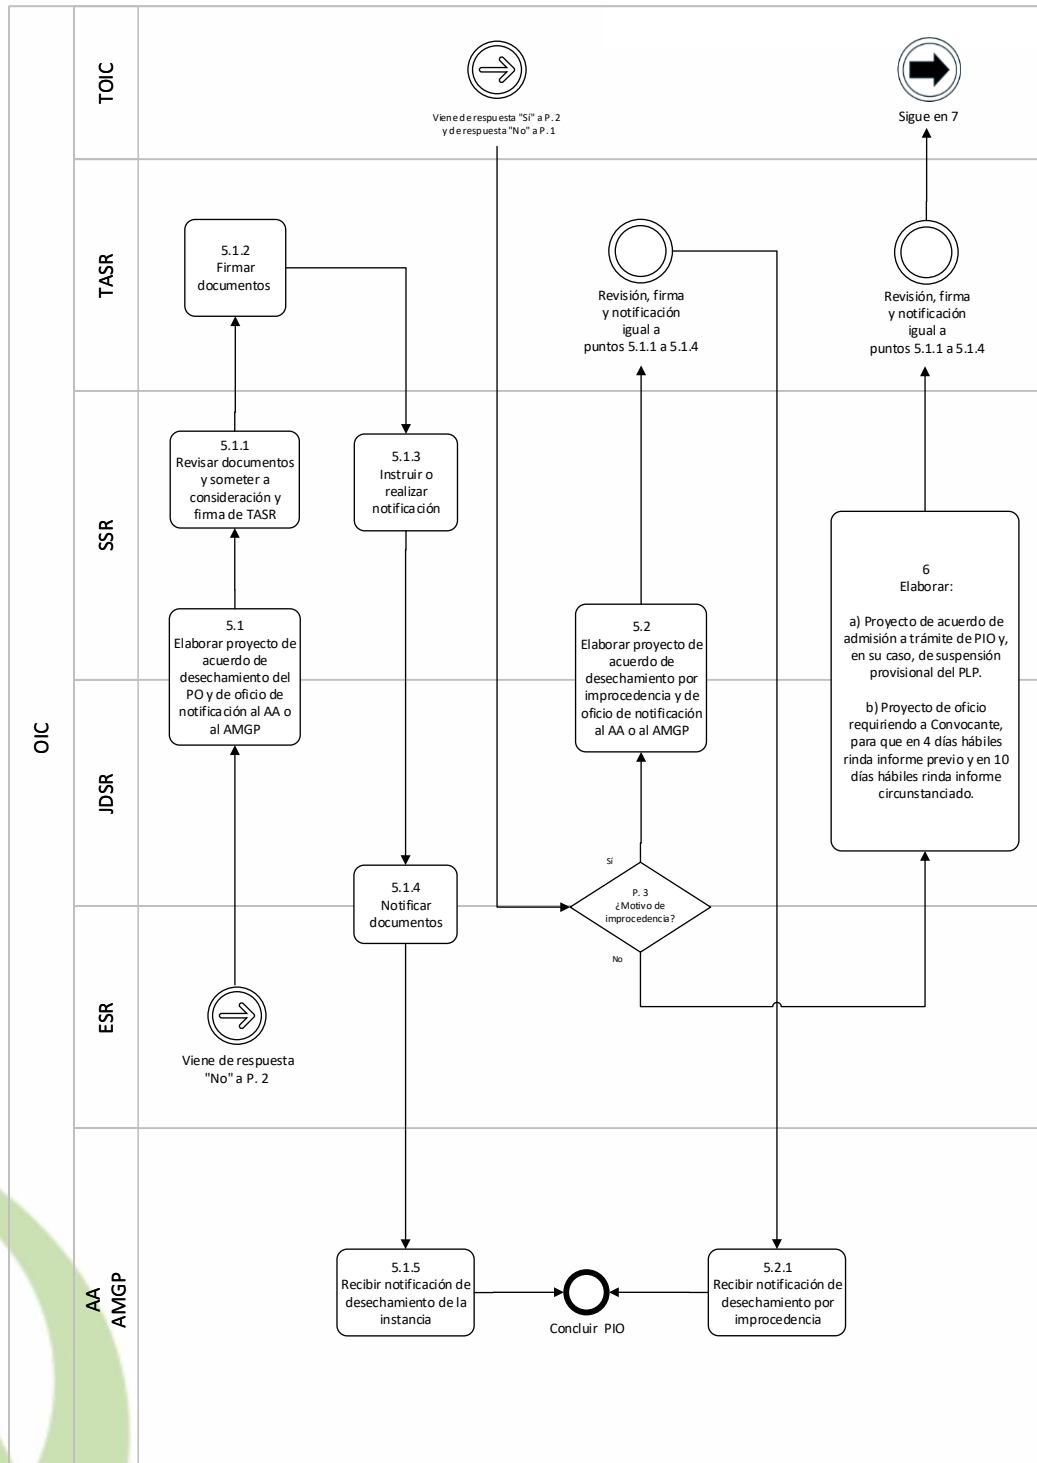 OIC
TOIC
TASR
SSR
JDSR
ESR
AA
AMGP
Viene de respuesta "Sí" a P. 2
y de respuesta "No" a P. 1
Sigue en 7
5.1.2
Firmar
documentos
Revisión, firma
y notificación
igual a
puntos 5.1.1 a 5.1.4
Revisión, firma
y notificación
igual a
puntos 5.1.1 a 5.1.4
5.1.1
Revisar documentos
y someter a
consideración y
firma de TASR
5.1.3
Instruir o
realizar
notificación
5.1
Elaborar proyecto de
acuerdo de
desechamiento del
PO y de oficio de
notificación al AA o
al AMGP
5.2
Elaborar proyecto de
acuerdo de
desechamiento por
improcedencia y de
oficio de notificación
al AA o al AMGP
6
Elaborar:
a) Proyecto de acuerdo de
admisión a trámite de PIO y,
en su caso, de suspensión
provisional del PLP.
b) Proyecto de oficio
requiriendo a Convocante,
para que en 4 días hábiles
rinda informe previo y en 10
días hábiles rinda informe
circunstanciado.
5.1.4
Notificar
documentos
Sí
P. 3
¿Motivo de
improcedencia?
No
Viene de respuesta
"No" a P. 2
5.1.5
Recibir notificación de
desechamiento de la
instancia
Concluir PIO
5.2.1
Recibir notificación de
desechamiento por
improcedencia